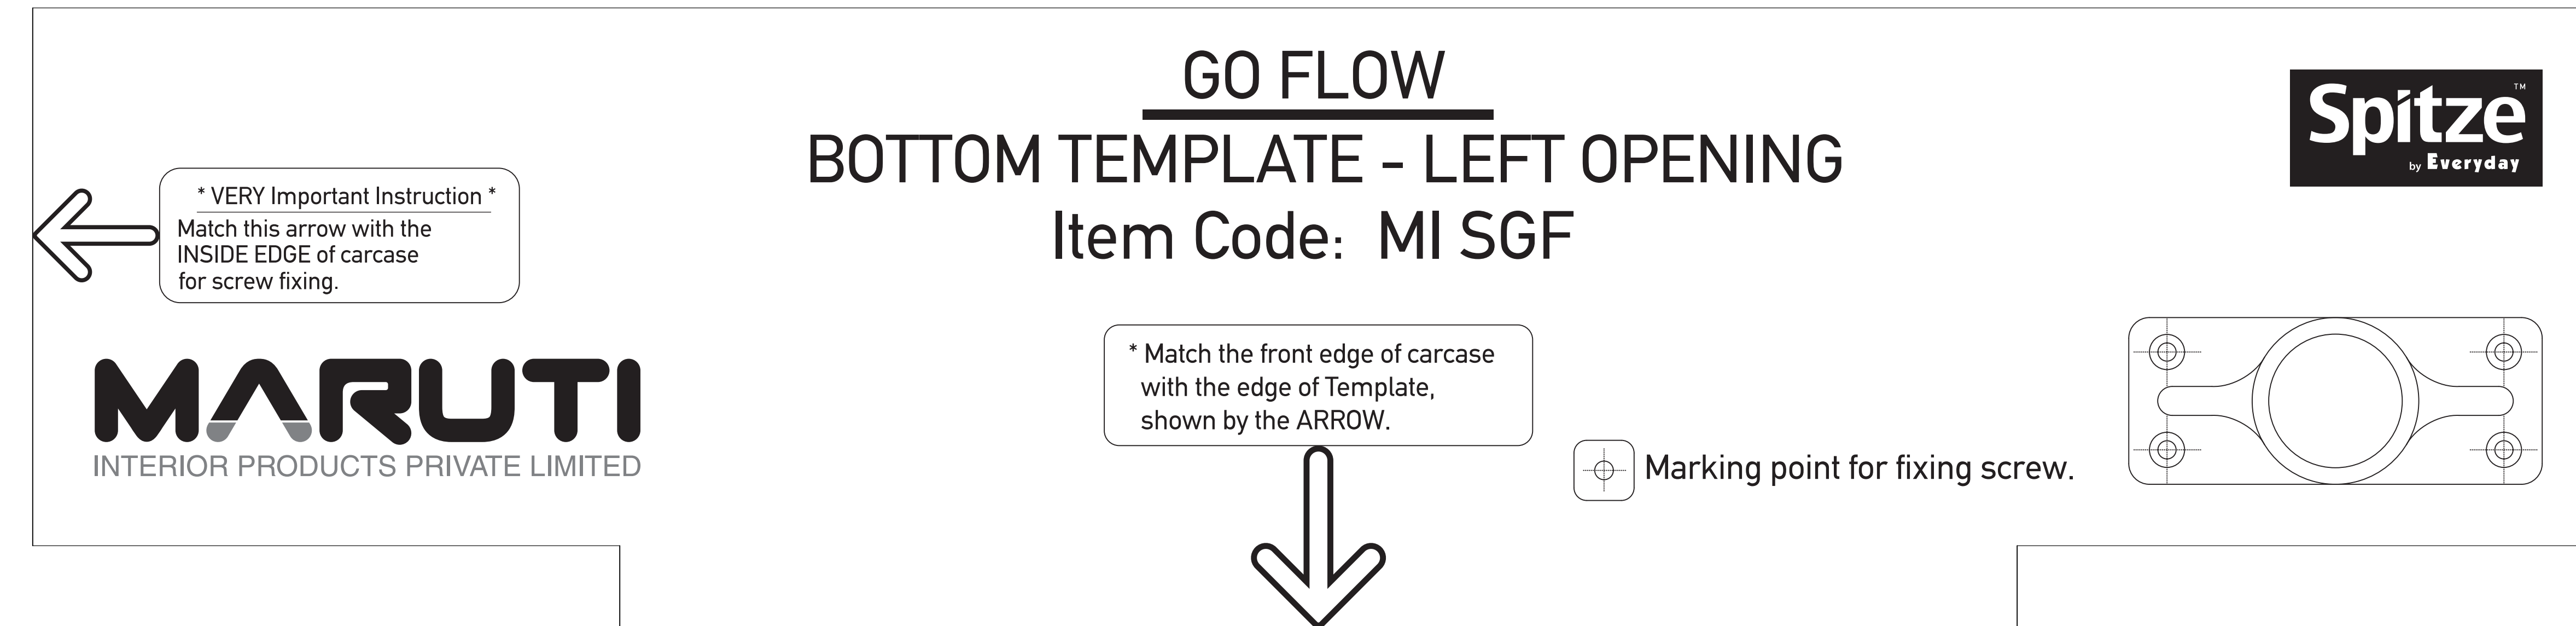 GO FLOW
BOTTOM TEMPLATE - LEFT OPENING
Item Code: MI SGF
Spitze™
by Everyday
* VERY Important Instruction *
Match this arrow with the
INSIDE EDGE of carcase
for screw fixing.
MARUTI
INTERIOR PRODUCTS PRIVATE LIMITED
* Match the front edge of carcase
with the edge of Template,
shown by the ARROW.
Marking point for fixing screw.